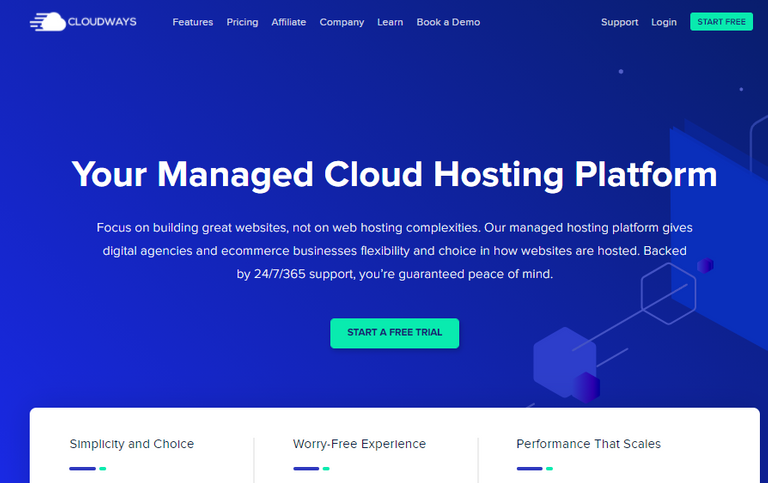 CLOUDWAYS Features Pricing Affiliate Company Learn Book a Demo Support Login START FREE
Your Managed Cloud Hosting Platform
Focus on building great websites, not on web hosting complexities. Our managed hosting platform gives
digital agencies and ecommerce businesses flexibility and choice in how websites are hosted. Backed
by 24/7/365 support, you're guaranteed peace of mind.
START A FREE TRIAL
Simplicity and Choice Worry-Free Experience Performance That Scales